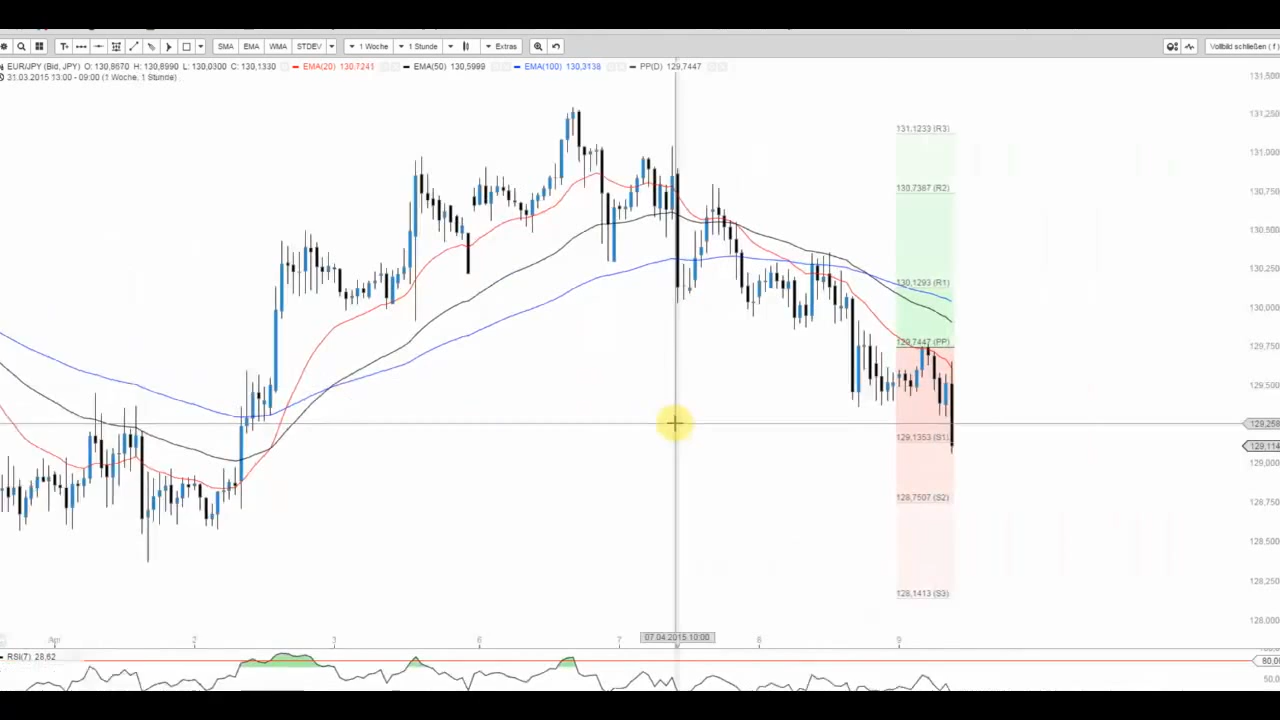 T SMA EMA WMA STDEV 1 Woche 1 Stunde Extras Vollbild schließen ( f )
EUR/JPY (Bid, JPY) O: 130,8670 H: 130,8990 L: 130,0300 C: 130,1330 EMA(20) 130,7241 EMA(50) 130,5999 EMA(100) 130,3138 PP(D) 129,7447
31.03.2015 13:00 - 09:00 (1 Woche, 1 Stunde)
131,500
131,250
131,1233 (R3)
131,000
130,7387 (R2)
130,750
130,500
130,250
130,1293 (R1)
130,000
129,7447 (PP)
129,750
129,500
129,258
129,1353 (S1)
129,114
129,000
128,7507 (S2)
128,750
128,500
128,250
128,1413 (S3)
128,000
Apr 2 3 6 7 07.04.2015 10:00 8 9
RSI(7) 28,62
80,00
50,00